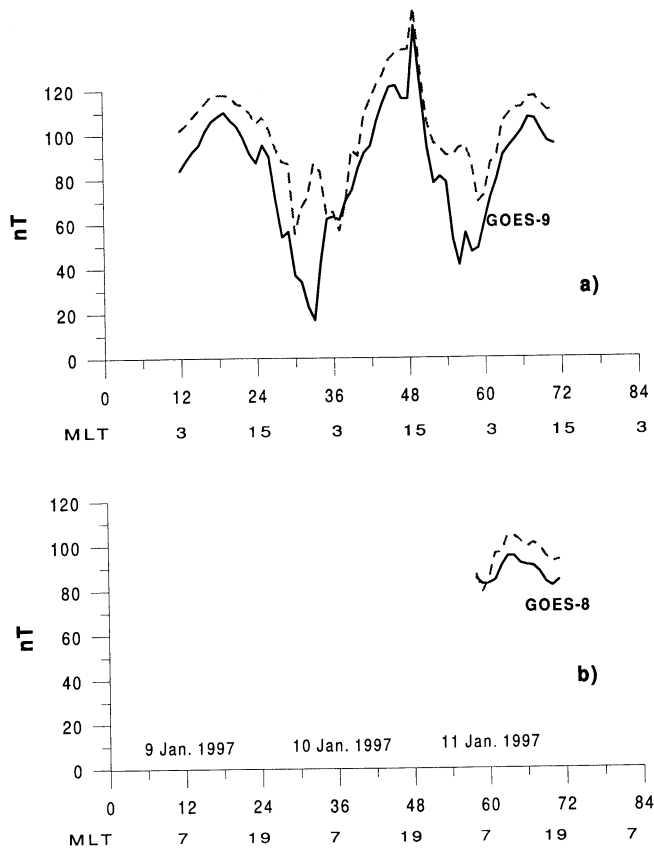 120
100
80
60
40
20
0
nT
GOES-9
a)
0 12 24 36 48 60 72 84
MLT 3 15 3 15 3 15 3
120
100
80
60
40
20
0
nT
GOES-8
b)
9 Jan. 1997 10 Jan. 1997 11 Jan. 1997
0 12 24 36 48 60 72 84
MLT 7 19 7 19 7 19 7